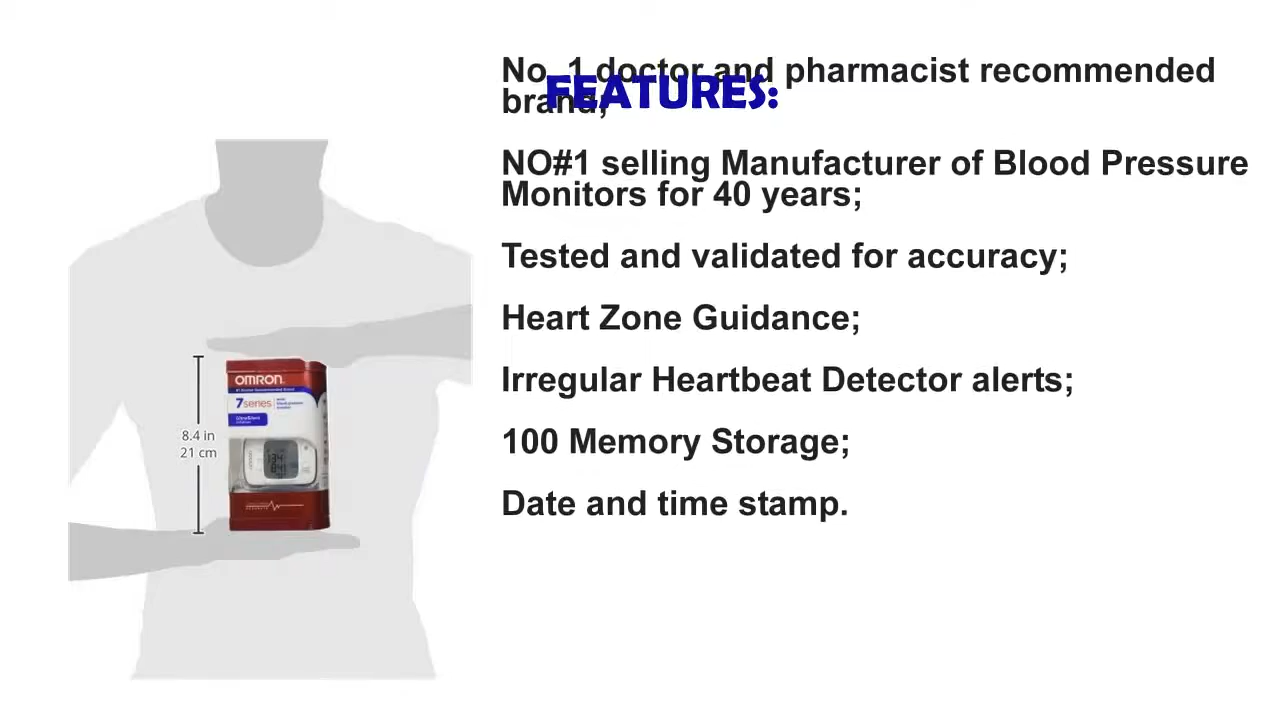 FEATURES:
No. 1 doctor and pharmacist recommended
brand;
NO#1 selling Manufacturer of Blood Pressure
Monitors for 40 years;
Tested and validated for accuracy;
Heart Zone Guidance;
Irregular Heartbeat Detector alerts;
100 Memory Storage;
Date and time stamp.
8.4 in
21 cm
OMRON
7 series